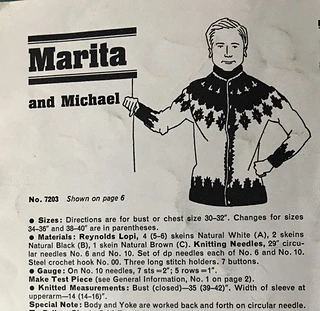 Marita
and Michael
No. 7203 Shown on page 6
● Sizes: Directions are for bust or chest size 30–32". Changes for sizes
34–36" and 38–40" are in parentheses.
● Materials: Reynolds Lopi, 4 (5–6) skeins Natural White (A), 2 skeins
Natural Black (B), 1 skein Natural Brown (C). Knitting Needles, 29" circu-
lar needles No. 6 and No. 10. Set of dp needles each of No. 6 and No. 10.
Steel crochet hook No. 00. Three long stitch holders. 7 buttons.
● Gauge: On No. 10 needles, 7 sts = 2"; 5 rows = 1".
Make Test Piece (see General Information, No. 1 on page 2).
● Knitted Measurements: Bust (closed)—35 (39–42)". Width of sleeve at
upperarm—14 (14–16)".
Special Note: Body and Yoke are worked back and forth on circular needle.